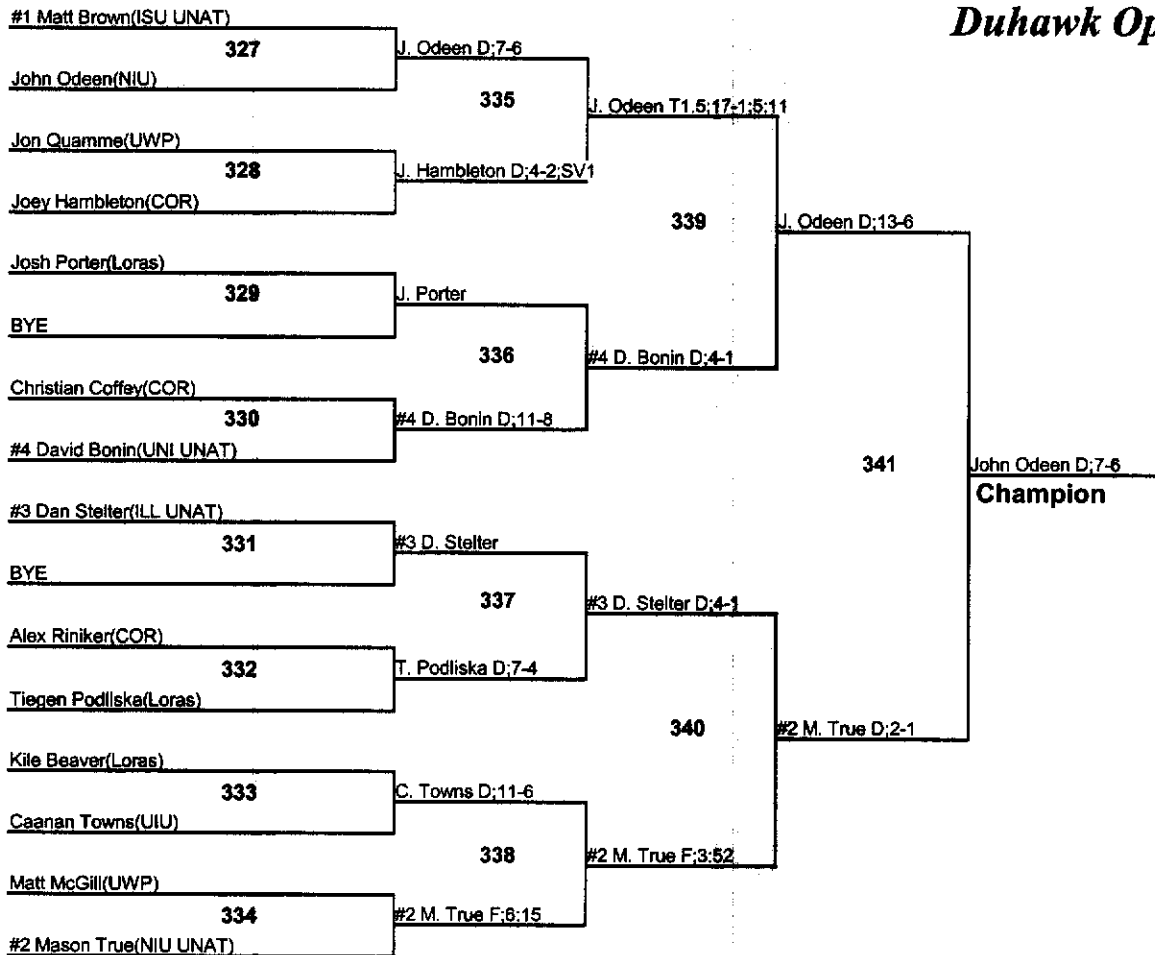 Duhawk Op
#1 Matt Brown(ISU UNAT)
327
J. Odeen D;7-6
John Odeen(NIU)
335
J. Odeen T1.5;17-1;5:11
Jon Quamme(UWP)
328
J. Hambleton D;4-2;SV1
Joey Hambleton(COR)
339
J. Odeen D;13-6
Josh Porter(Loras)
329
J. Porter
BYE
336
#4 D. Bonin D;4-1
Christian Coffey(COR)
330
#4 D. Bonin D;11-8
#4 David Bonin(UNI UNAT)
341
John Odeen D;7-6
Champion
#3 Dan Stelter(ILL UNAT)
331
#3 D. Stelter
BYE
337
#3 D. Stelter D;4-1
Alex Riniker(COR)
332
T. Podliska D;7-4
Tiegen Podliska(Loras)
340
#2 M. True D;2-1
Kile Beaver(Loras)
333
C. Towns D;11-6
Caanan Towns(UIU)
338
#2 M. True F;3:52
Matt McGill(UWP)
334
#2 M. True F;6:15
#2 Mason True(NIU UNAT)